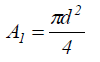 A₁ = πd²/4